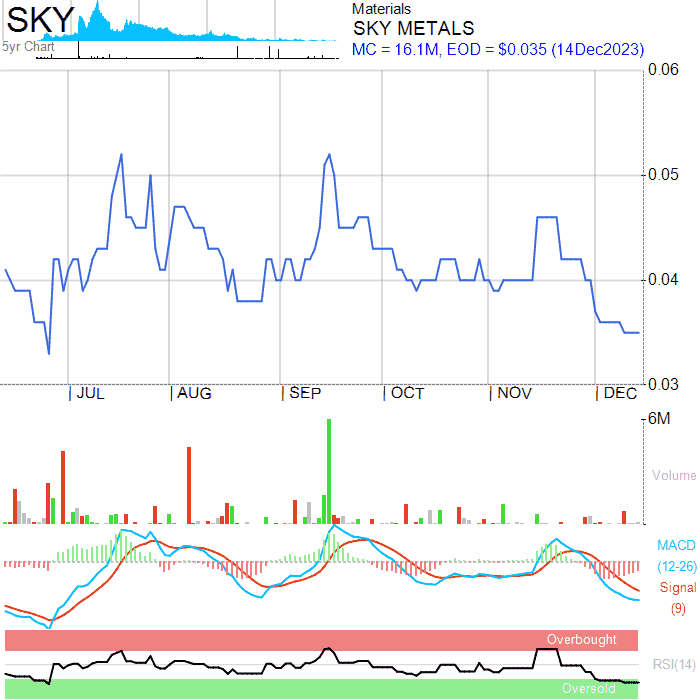 SKY
5yr Chart
Materials
SKY METALS
MC = 16.1M, EOD = $0.035 (14Dec2023)
0.06
0.05
0.04
0.03
JUL AUG SEP OCT NOV DEC
6M
Volume
MACD
(12-26)
Signal
(9)
Overbought
RSI(14)
Oversold